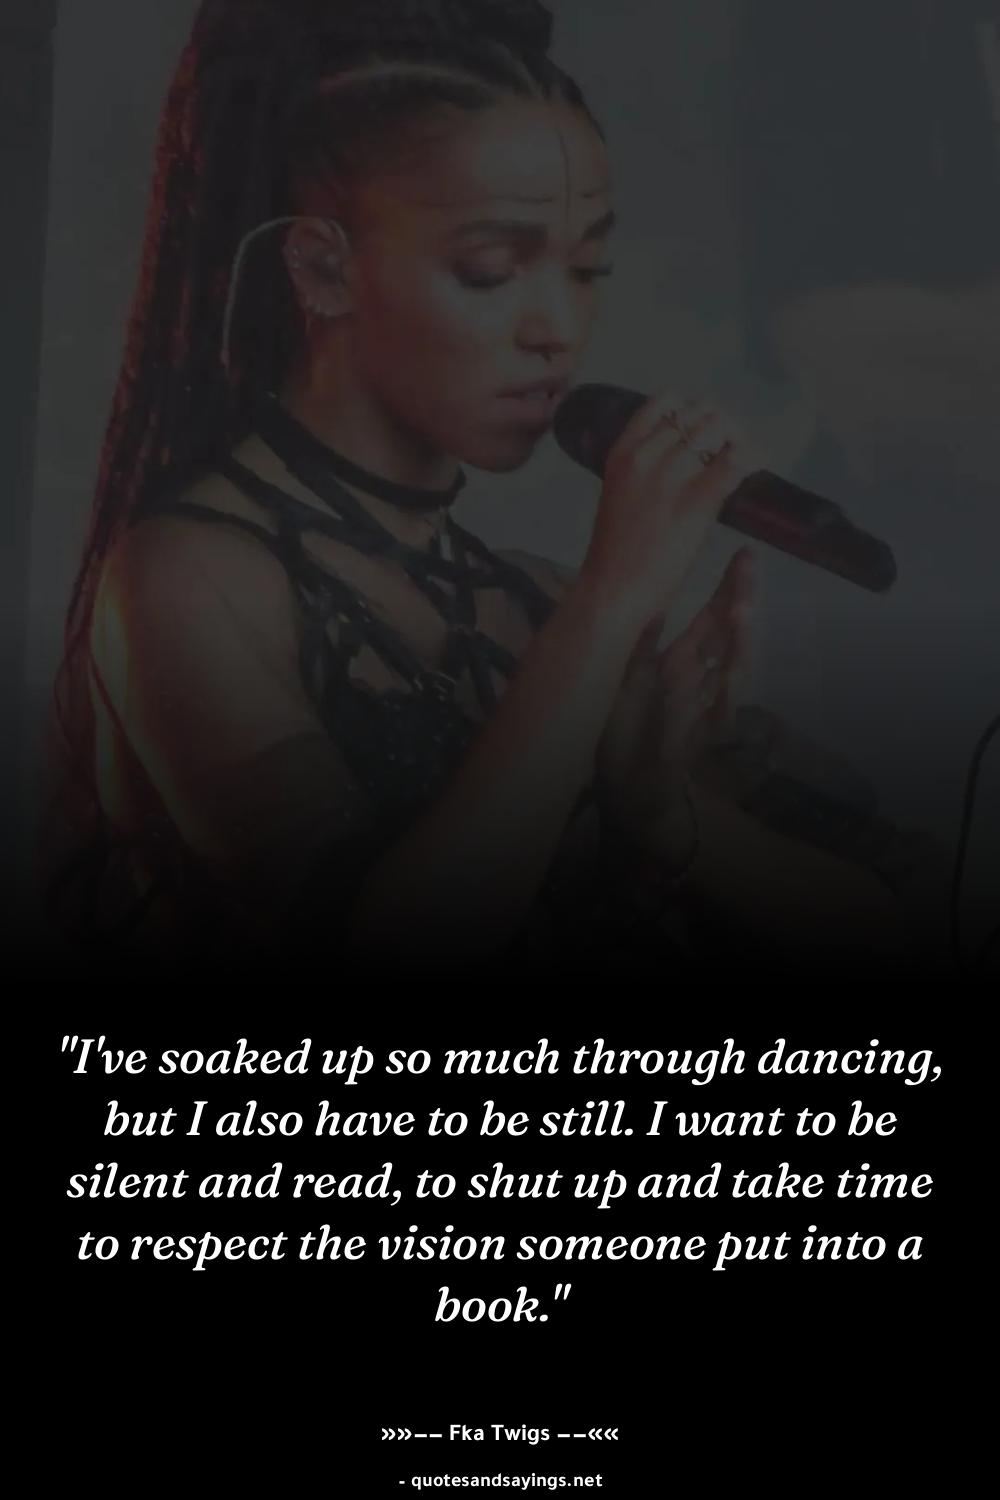 "I've soaked up so much through dancing,
but I also have to be still. I want to be
silent and read, to shut up and take time
to respect the vision someone put into a
book."
»»–– Fka Twigs ––««
- quotesandsayings.net